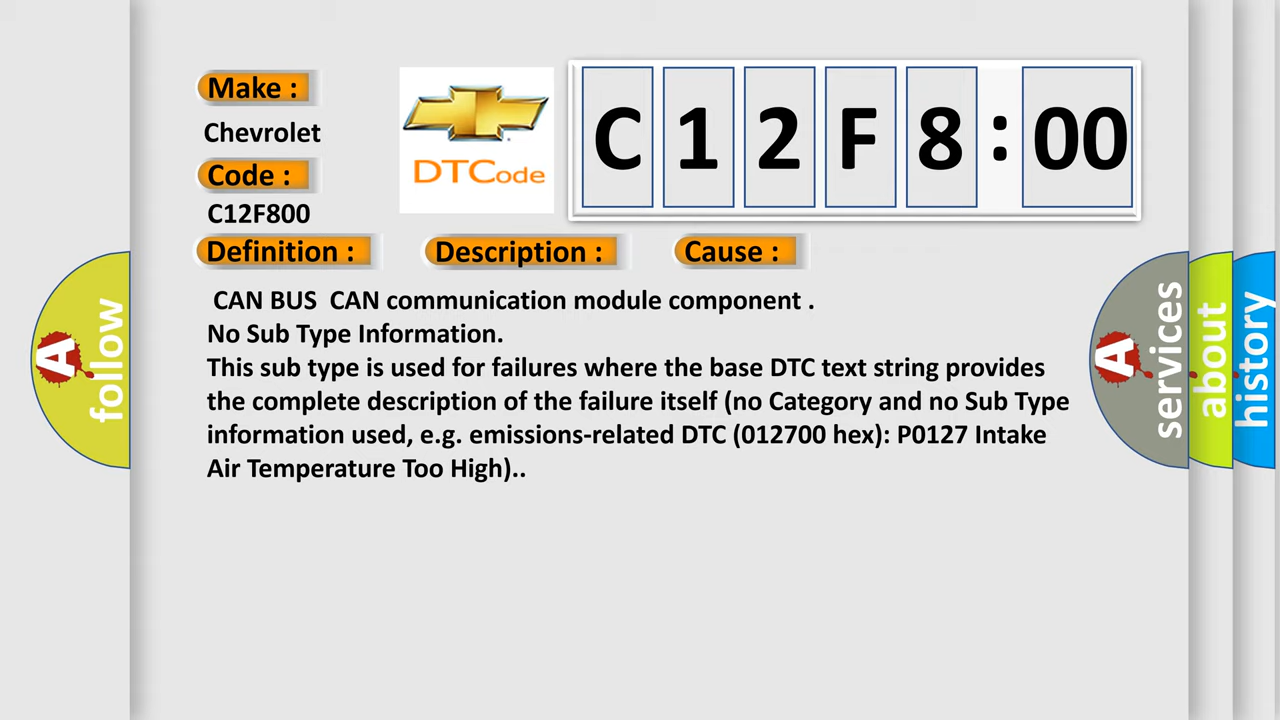 Make :
Chevrolet
Code :
C12F800
DTCode
C12F8:00
Definition :
Description :
Cause :
CAN BUS  CAN communication module component .
No Sub Type Information.
This sub type is used for failures where the base DTC text string provides
the complete description of the failure itself (no Category and no Sub Type
information used, e.g. emissions-related DTC (012700 hex): P0127 Intake
Air Temperature Too High)..
A
follow
A
services
about
history